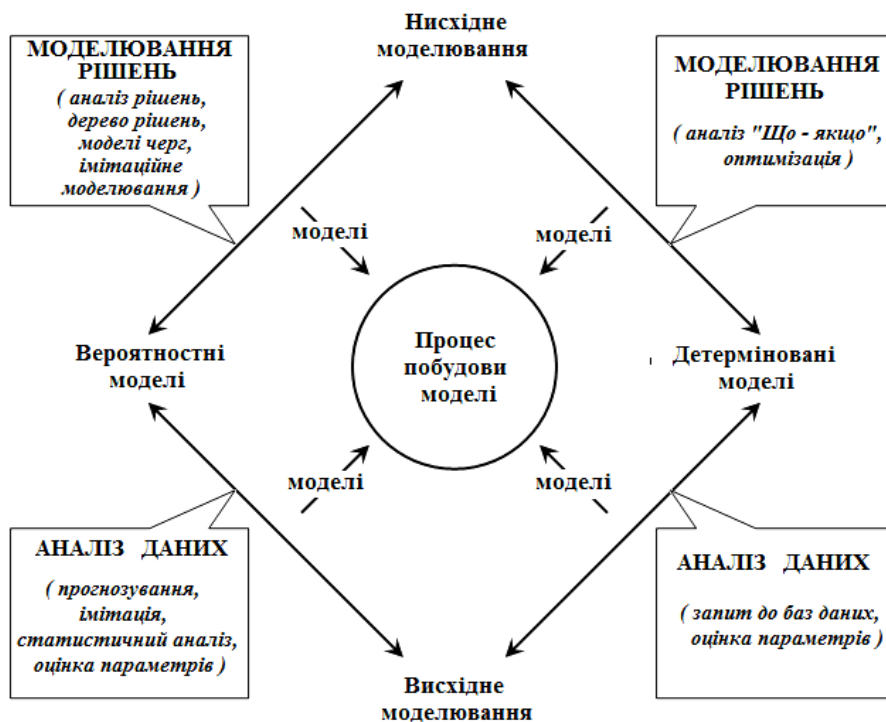 Нисхідне
моделювання
МОДЕЛЮВАННЯ
РІШЕНЬ
( аналіз рішень,
дерево рішень,
моделі черг,
імітаційне
моделювання )
МОДЕЛЮВАННЯ
РІШЕНЬ
( аналіз "Що - якщо",
оптимізація )
моделі
моделі
Вероятностні
моделі
Процес
побудови
моделі
Детерміновані
моделі
моделі
моделі
АНАЛІЗ ДАНИХ
( прогнозування,
імітація,
статистичний аналіз,
оцінка параметрів )
АНАЛІЗ ДАНИХ
( запит до баз даних,
оцінка параметрів )
Висхідне
моделювання